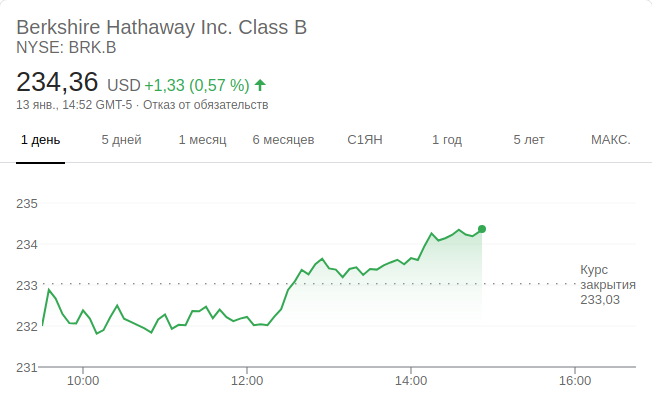 Berkshire Hathaway Inc. Class B
NYSE: BRK.B
234,36 USD +1,33 (0,57 %)
13 янв., 14:52 GMT-5 · Отказ от обязательств
1 день 5 дней 1 месяц 6 месяцев С1ЯН 1 год 5 лет МАКС.
235
234
233
232
231
Курс
закрытия
233,03
10:00 12:00 14:00 16:00